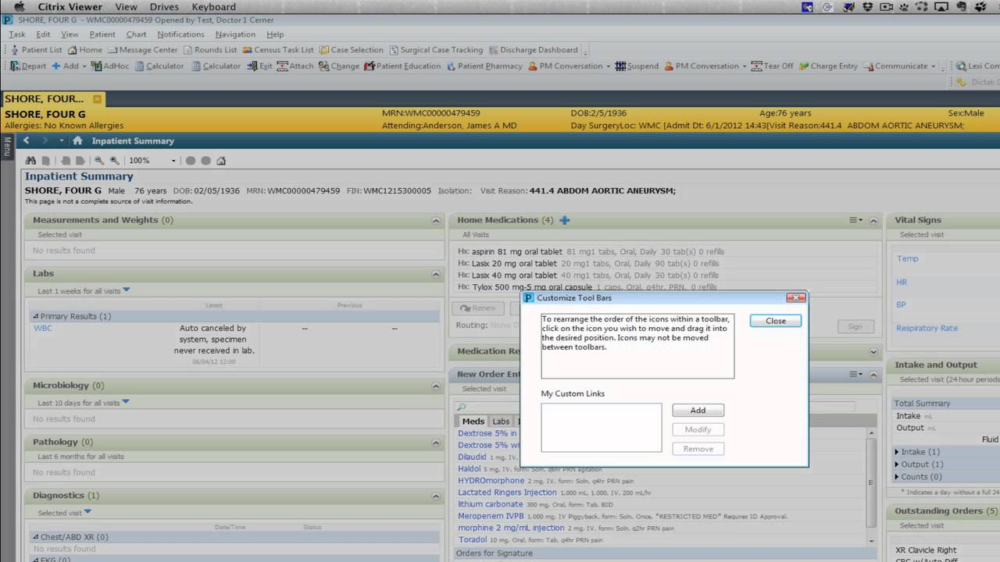 Citrix Viewer View Drives Keyboard
SHORE, FOUR G - WMC00000479459 Opened by Test, Doctor 1 Cerner
Task Edit View Patient Chart Notifications Navigation Help
Patient List Home Message Center Rounds List Census Task List Case Selection Surgical Case Tracking Discharge Dashboard
Depart Add AdHoc Calculator Calculator Exit Attach Change Patient Education Patient Pharmacy PM Conversation Suspend PM Conversation Tear Off Charge Entry Communicate Lexi Com
Dictat:
SHORE, FOUR...
SHORE, FOUR G MRN:WMC00000479459 DOB:2/5/1936 Age:76 years Sex:Male
Allergies: No Known Allergies Attending:Anderson, James A MD Day SurgeryLoc: WMC [Admit Dt: 6/1/2012 14:43[Visit Reason:441.4 ABDOM AORTIC ANEURYSM;
Menu
Inpatient Summary
100%
Inpatient Summary
SHORE, FOUR G Male 76 years DOB: 02/05/1936 MRN: WMC00000479459 FIN: WMC1215300005 Isolation: Visit Reason: 441.4 ABDOM AORTIC ANEURYSM;
This page is not a complete source of visit information.
Measurements and Weights (0)
Selected visit
No results found
Labs
Last 1 weeks for all visits
Latest Previous
Primary Results (1)
WBC Auto canceled by system, specimen never received in lab. -- --
06/04/12 12:00
Microbiology (0)
Last 10 days for all visits
No results found
Pathology (0)
Last 6 months for all visits
No results found
Diagnostics (1)
Selected visit
Date/Time Status
Chest/ABD XR (0)
EKG (0)
Home Medications (4)
All Visits
Hx: aspirin 81 mg oral tablet 81 mg1 tabs, Oral, Daily 30 tab(s) 0 refills
Hx: Lasix 20 mg oral tablet 20 mg1 tabs, Oral, Daily 90 tab(s) 0 refills
Hx: Lasix 40 mg oral tablet 40 mg1 tabs, Oral, Daily 30 tab(s) 0 refills
Hx: Tylox 500 mg-5 mg oral capsule 1 caps, Oral, q4hr, PRN, 0 refills
Renew
Sign
Routing: None
Medication Re
New Order Ent
Selected visit
Meds Labs
Dextrose 5% in
Dextrose 5% w
Dilaudid 1 mg, IV,
Haldol 5 mg, IV, form: Soln, q6hr PRN agitation
HYDROmorphone 2 mg, IV, form: Soln, q4hr PRN pain
Lactated Ringers Injection 1,000 mL, 1,000, IV, 200 mL/hr
lithium carbonate 300 mg, Oral, form: Tab, BID
Meropenem IVPB 1,000 mg, IV Piggyback, form: Soln, Once, *RESTRICTED MED* Requires ID Approval.
morphine 2 mg/mL injection 2 mg, IV, form: Soln, q4hr PRN pain
Toradol 10 mg, Oral, form: Tab, q4hr PRN pain
Orders for Signature
Customize Tool Bars
To rearrange the order of the icons within a toolbar,
click on the icon you wish to move and drag it into
the desired position. Icons may not be moved
between toolbars.
Close
My Custom Links
Add
Modify
Remove
Vital Signs
Selected visit
Temp
HR
BP
Respiratory Rate
Intake and Output
Selected visit (24 hour periods
Total Summary
Intake mL
Output mL
Fluid
Intake (1)
Output (1)
Counts (0)
* Indicates a day without a full 24
Outstanding Orders (5)
Selected visit
XR Clavicle Right
CBC w/Auto Diff